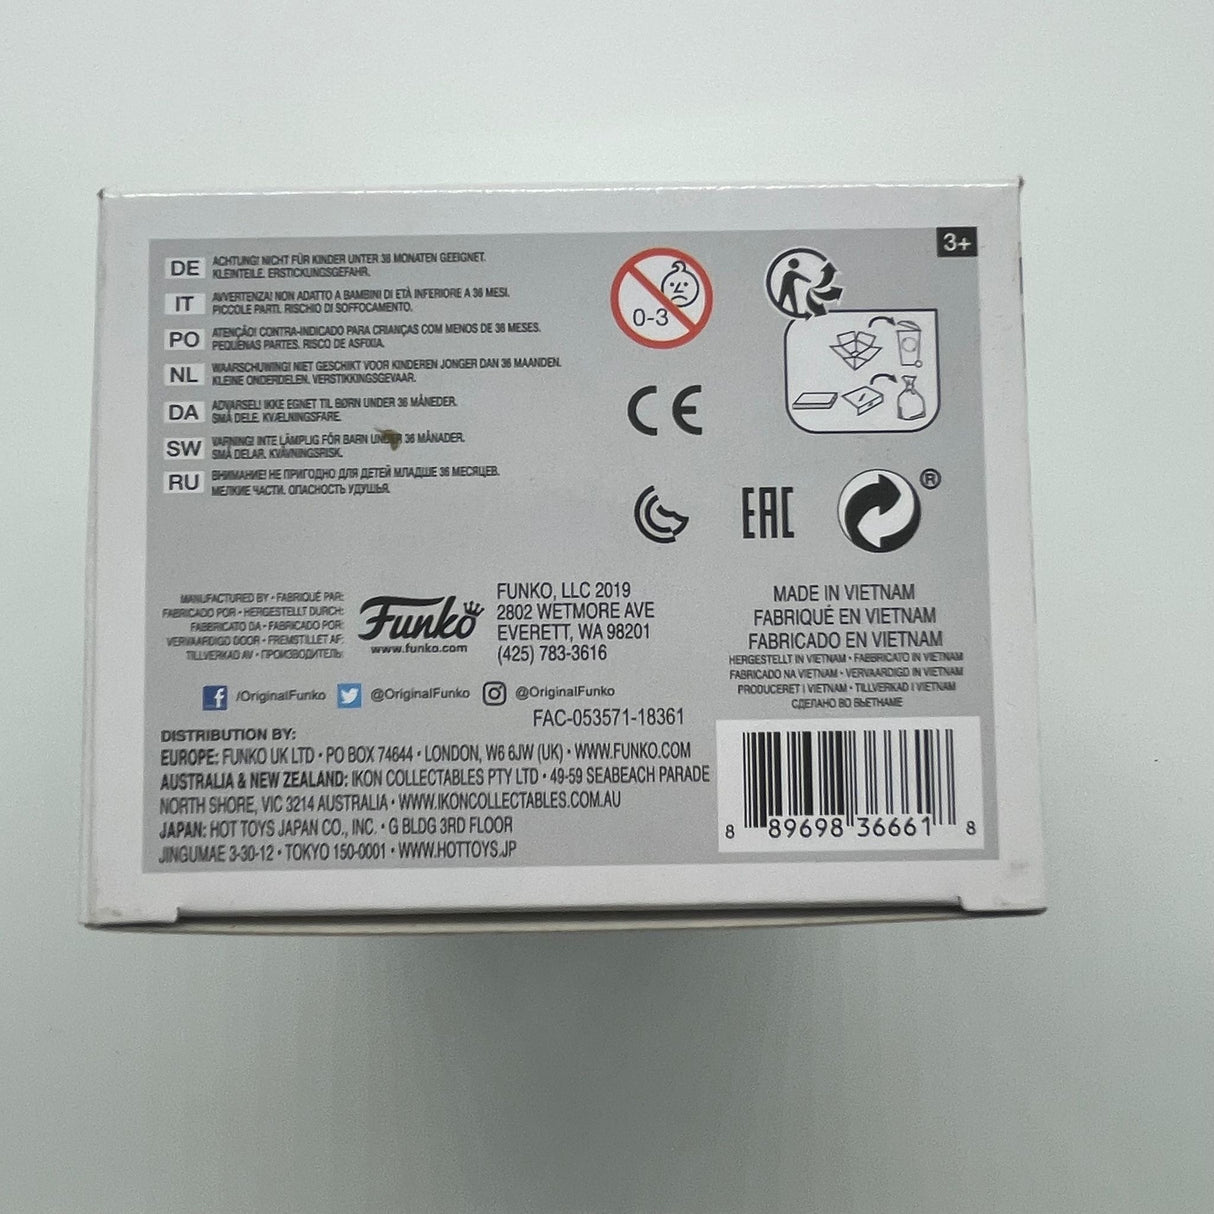 3+
DE ACHTUNG! NICHT FÜR KINDER UNTER 36 MONATEN GEEIGNET.
KLEINTEILE. ERSTICKUNGSGEFAHR.
IT AVVERTENZA! NON ADATTO A BAMBINI DI ETÀ INFERIORE A 36 MESI.
PICCOLE PARTI. RISCHIO DI SOFFOCAMENTO.
PO ATENÇÃO! CONTRA-INDICADO PARA CRIANÇAS COM MENOS DE 36 MESES.
PEQUENAS PARTES. RISCO DE ASFIXIA.
NL WAARSCHUWING! NIET GESCHIKT VOOR KINDEREN JONGER DAN 36 MAANDEN.
KLEINE ONDERDELEN. VERSTIKKINGSGEVAAR.
DA ADVARSEL! IKKE EGNET TIL BØRN UNDER 36 MÅNEDER.
SMÅ DELE. KVÆLNINGSFARE.
SW VARNING! INTE LÄMPLIG FÖR BARN UNDER 36 MÅNADER.
SMÅ DELAR. KVÄVNINGSRISK.
RU ВНИМАНИЕ! НЕ ПРИГОДНО ДЛЯ ДЕТЕЙ МЛАДШЕ 36 МЕСЯЦЕВ.
МЕЛКИЕ ЧАСТИ. ОПАСНОСТЬ УДУШЬЯ.
0-3
CE
EAC
®
MANUFACTURED BY • FABRIQUÉ PAR:
FABRICADO POR • HERGESTELLT DURCH:
FABBRICATO DA • FABRICADO POR:
VERVAARDIGD DOOR • FREMSTILLET AF:
TILLVERKAD AV • ПРОИЗВОДИТЕЛЬ:
Funko
www.funko.com
FUNKO, LLC 2019
2802 WETMORE AVE
EVERETT, WA 98201
(425) 783-3616
MADE IN VIETNAM
FABRIQUÉ EN VIETNAM
FABRICADO EN VIETNAM
HERGESTELLT IN VIETNAM • FABBRICATO IN VIETNAM
FABRICADO NA VIETNAM • VERVAARDIGD IN VIETNAM
PRODUCERET I VIETNAM • TILLVERKAD I VIETNAM
СДЕЛАНО ВО ВЬЕТНАМЕ
/OriginalFunko @OriginalFunko @OriginalFunko
FAC-053571-18361
DISTRIBUTION BY:
EUROPE: FUNKO UK LTD • PO BOX 74644 • LONDON, W6 6JW (UK) • WWW.FUNKO.COM
AUSTRALIA & NEW ZEALAND: IKON COLLECTABLES PTY LTD • 49-59 SEABEACH PARADE
NORTH SHORE, VIC 3214 AUSTRALIA • WWW.IKONCOLLECTABLES.COM.AU
JAPAN: HOT TOYS JAPAN CO., INC. • G BLDG 3RD FLOOR
JINGUMAE 3-30-12 • TOKYO 150-0001 • WWW.HOTTOYS.JP
8 89698 36661 8